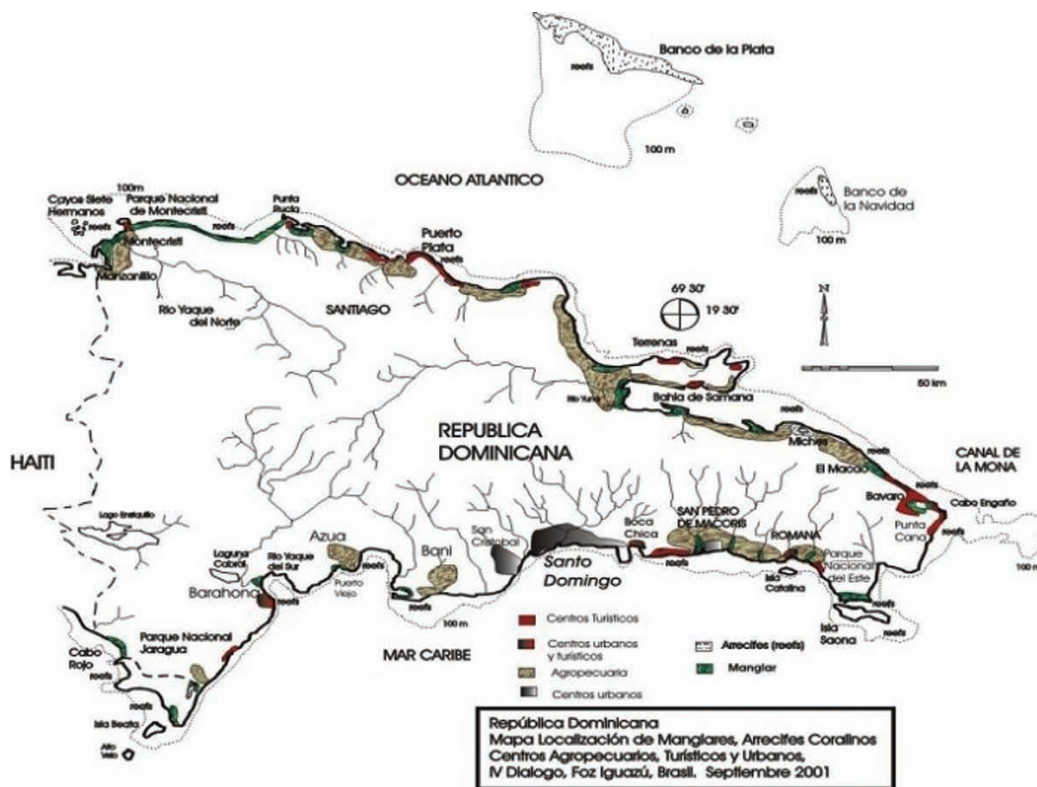 Banco de la Plata
reefs
100 m
OCEANO ATLANTICO
reefs
Banco de
la Navidad
100 m
100m
Cayos Siete
Hermanos
reefs
Parque Nacional
de Montecristi
Punta
Rucia
reefs
Montecristi
Manzanillo
Puerto
Plata
reefs
Rio Yaque
del Norte
SANTIAGO
69 30'
19 30'
N
Terrenas
reefs
50 km
Rio Yuna
Bahia de Samana
reefs
Miches
REPUBLICA
DOMINICANA
HAITI
CANAL DE
LA MONA
reefs
El Macao
reefs
Bavaro
Cabo Engaño
Punta
Cana
reefs
100 m
Lago Enriquillo
Laguna
Cabral
Rio Yaque
del Sur
Azua
reefs
Puerto
Viejo
Bani
San
Cristobal
Santo
Domingo
Boca
Chica
SAN PEDRO
DE MACORIS
ROMANA
reefs
Isla
Catalina
Parque
Nacional
del Este
reefs
Isla
Saona
reefs
Barahona
reefs
reefs
100 m
MAR CARIBE
Parque Nacional
Jaragua
Cabo
Rojo
reefs
reefs
Isla Beata
Alto
Velo
Centros Turísticos
Centros urbanos
y turísticos
Agropecuaria
Centros urbanos
Arrecifes (reefs)
Manglar
República Dominicana
Mapa Localización de Manglares, Arrecifes Coralinos
Centros Agropecuarios, Turísticos y Urbanos,
IV Dialogo, Foz Iguazú, Brasil. Septiembre 2001